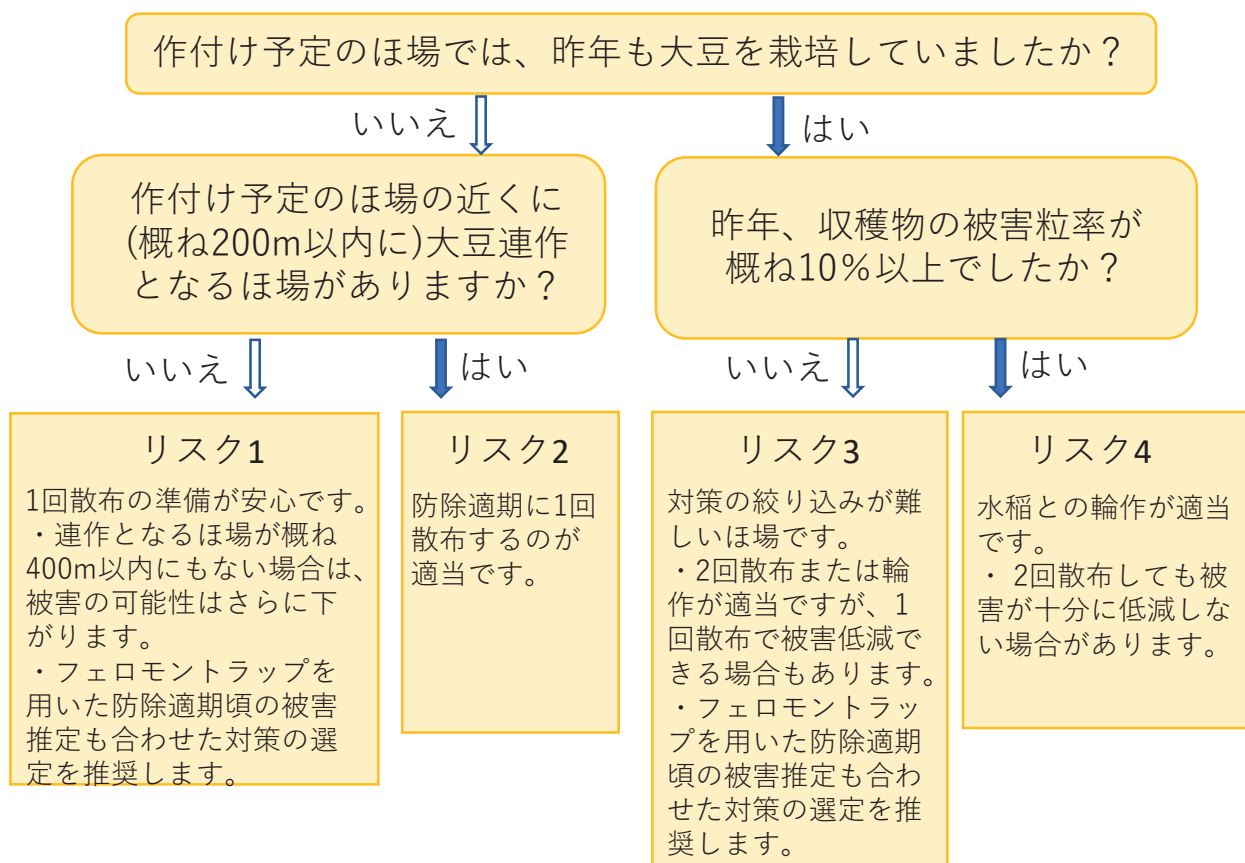 作付け予定のほ場では、昨年も大豆を栽培していましたか？
いいえ
はい
作付け予定のほ場の近くに
(概ね200m以内に)大豆連作
となるほ場がありますか？
昨年、収穫物の被害粒率が
概ね10％以上でしたか？
いいえ
はい
いいえ
はい
リスク1
1回散布の準備が安心です。
・連作となるほ場が概ね
400m以内にもない場合は、
被害の可能性はさらに下
がります。
・フェロモントラップを
用いた防除適期頃の被害
推定も合わせた対策の選
定を推奨します。
リスク2
防除適期に1回
散布するのが
適当です。
リスク3
対策の絞り込みが難
しいほ場です。
・2回散布または輪
作が適当ですが、1
回散布で被害低減で
きる場合もあります。
・フェロモントラッ
プを用いた防除適期
頃の被害推定も合わ
せた対策の選定を推
奨します。
リスク4
水稲との輪作が適当
です。
・ 2回散布しても被
害が十分に低減しな
い場合があります。